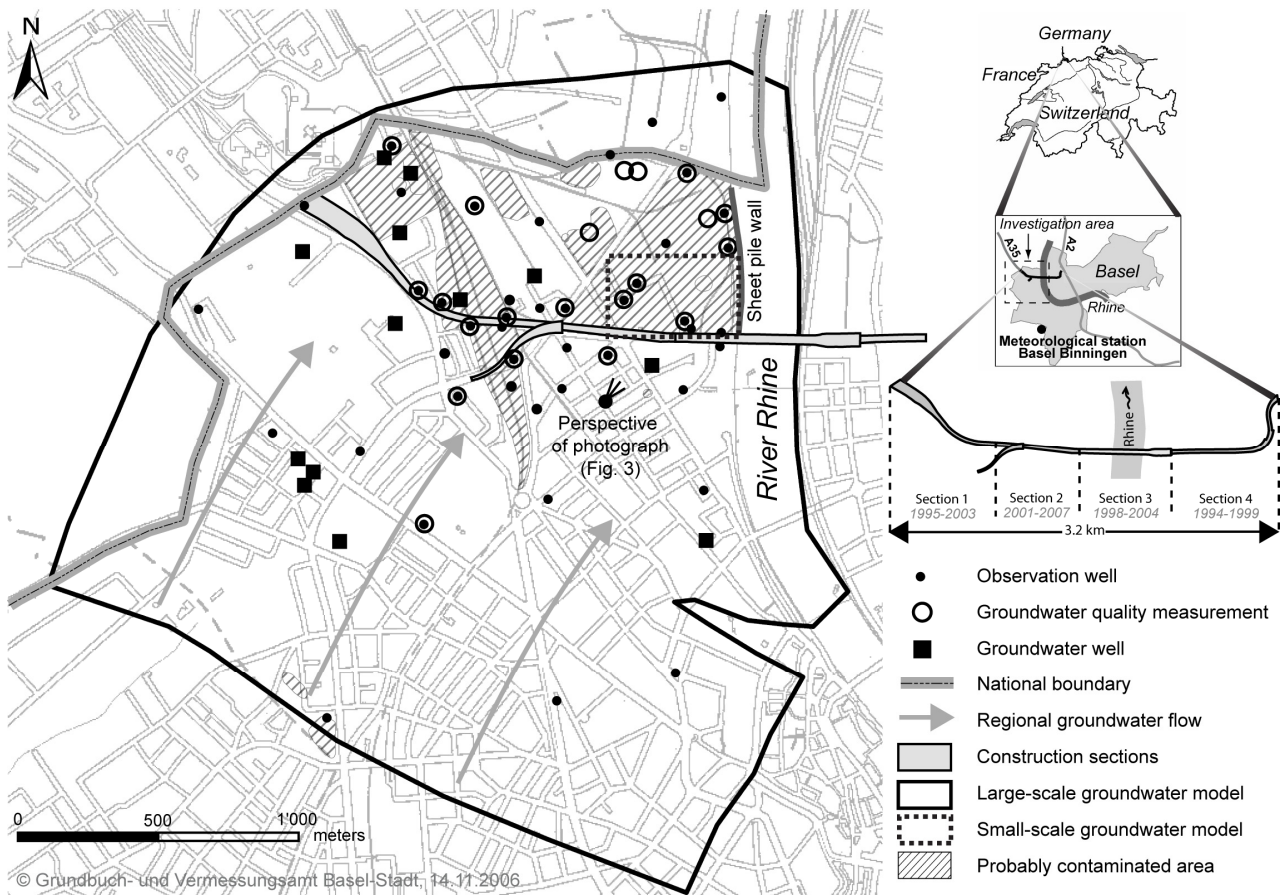 N
Sheet pile wall
River Rhine
Perspective
of photograph
(Fig. 3)
0 500 1'000
meters
© Grundbuch- und Vermessungsamt Basel-Stadt, 14.11.2006
Germany
France
Switzerland
Investigation area
A35
A2
Basel
Rhine
Meteorological station
Basel Binningen
Rhine
Section 1 Section 2 Section 3 Section 4
1995-2003 2001-2007 1998-2004 1994-1999
3.2 km
Observation well
Groundwater quality measurement
Groundwater well
National boundary
Regional groundwater flow
Construction sections
Large-scale groundwater model
Small-scale groundwater model
Probably contaminated area